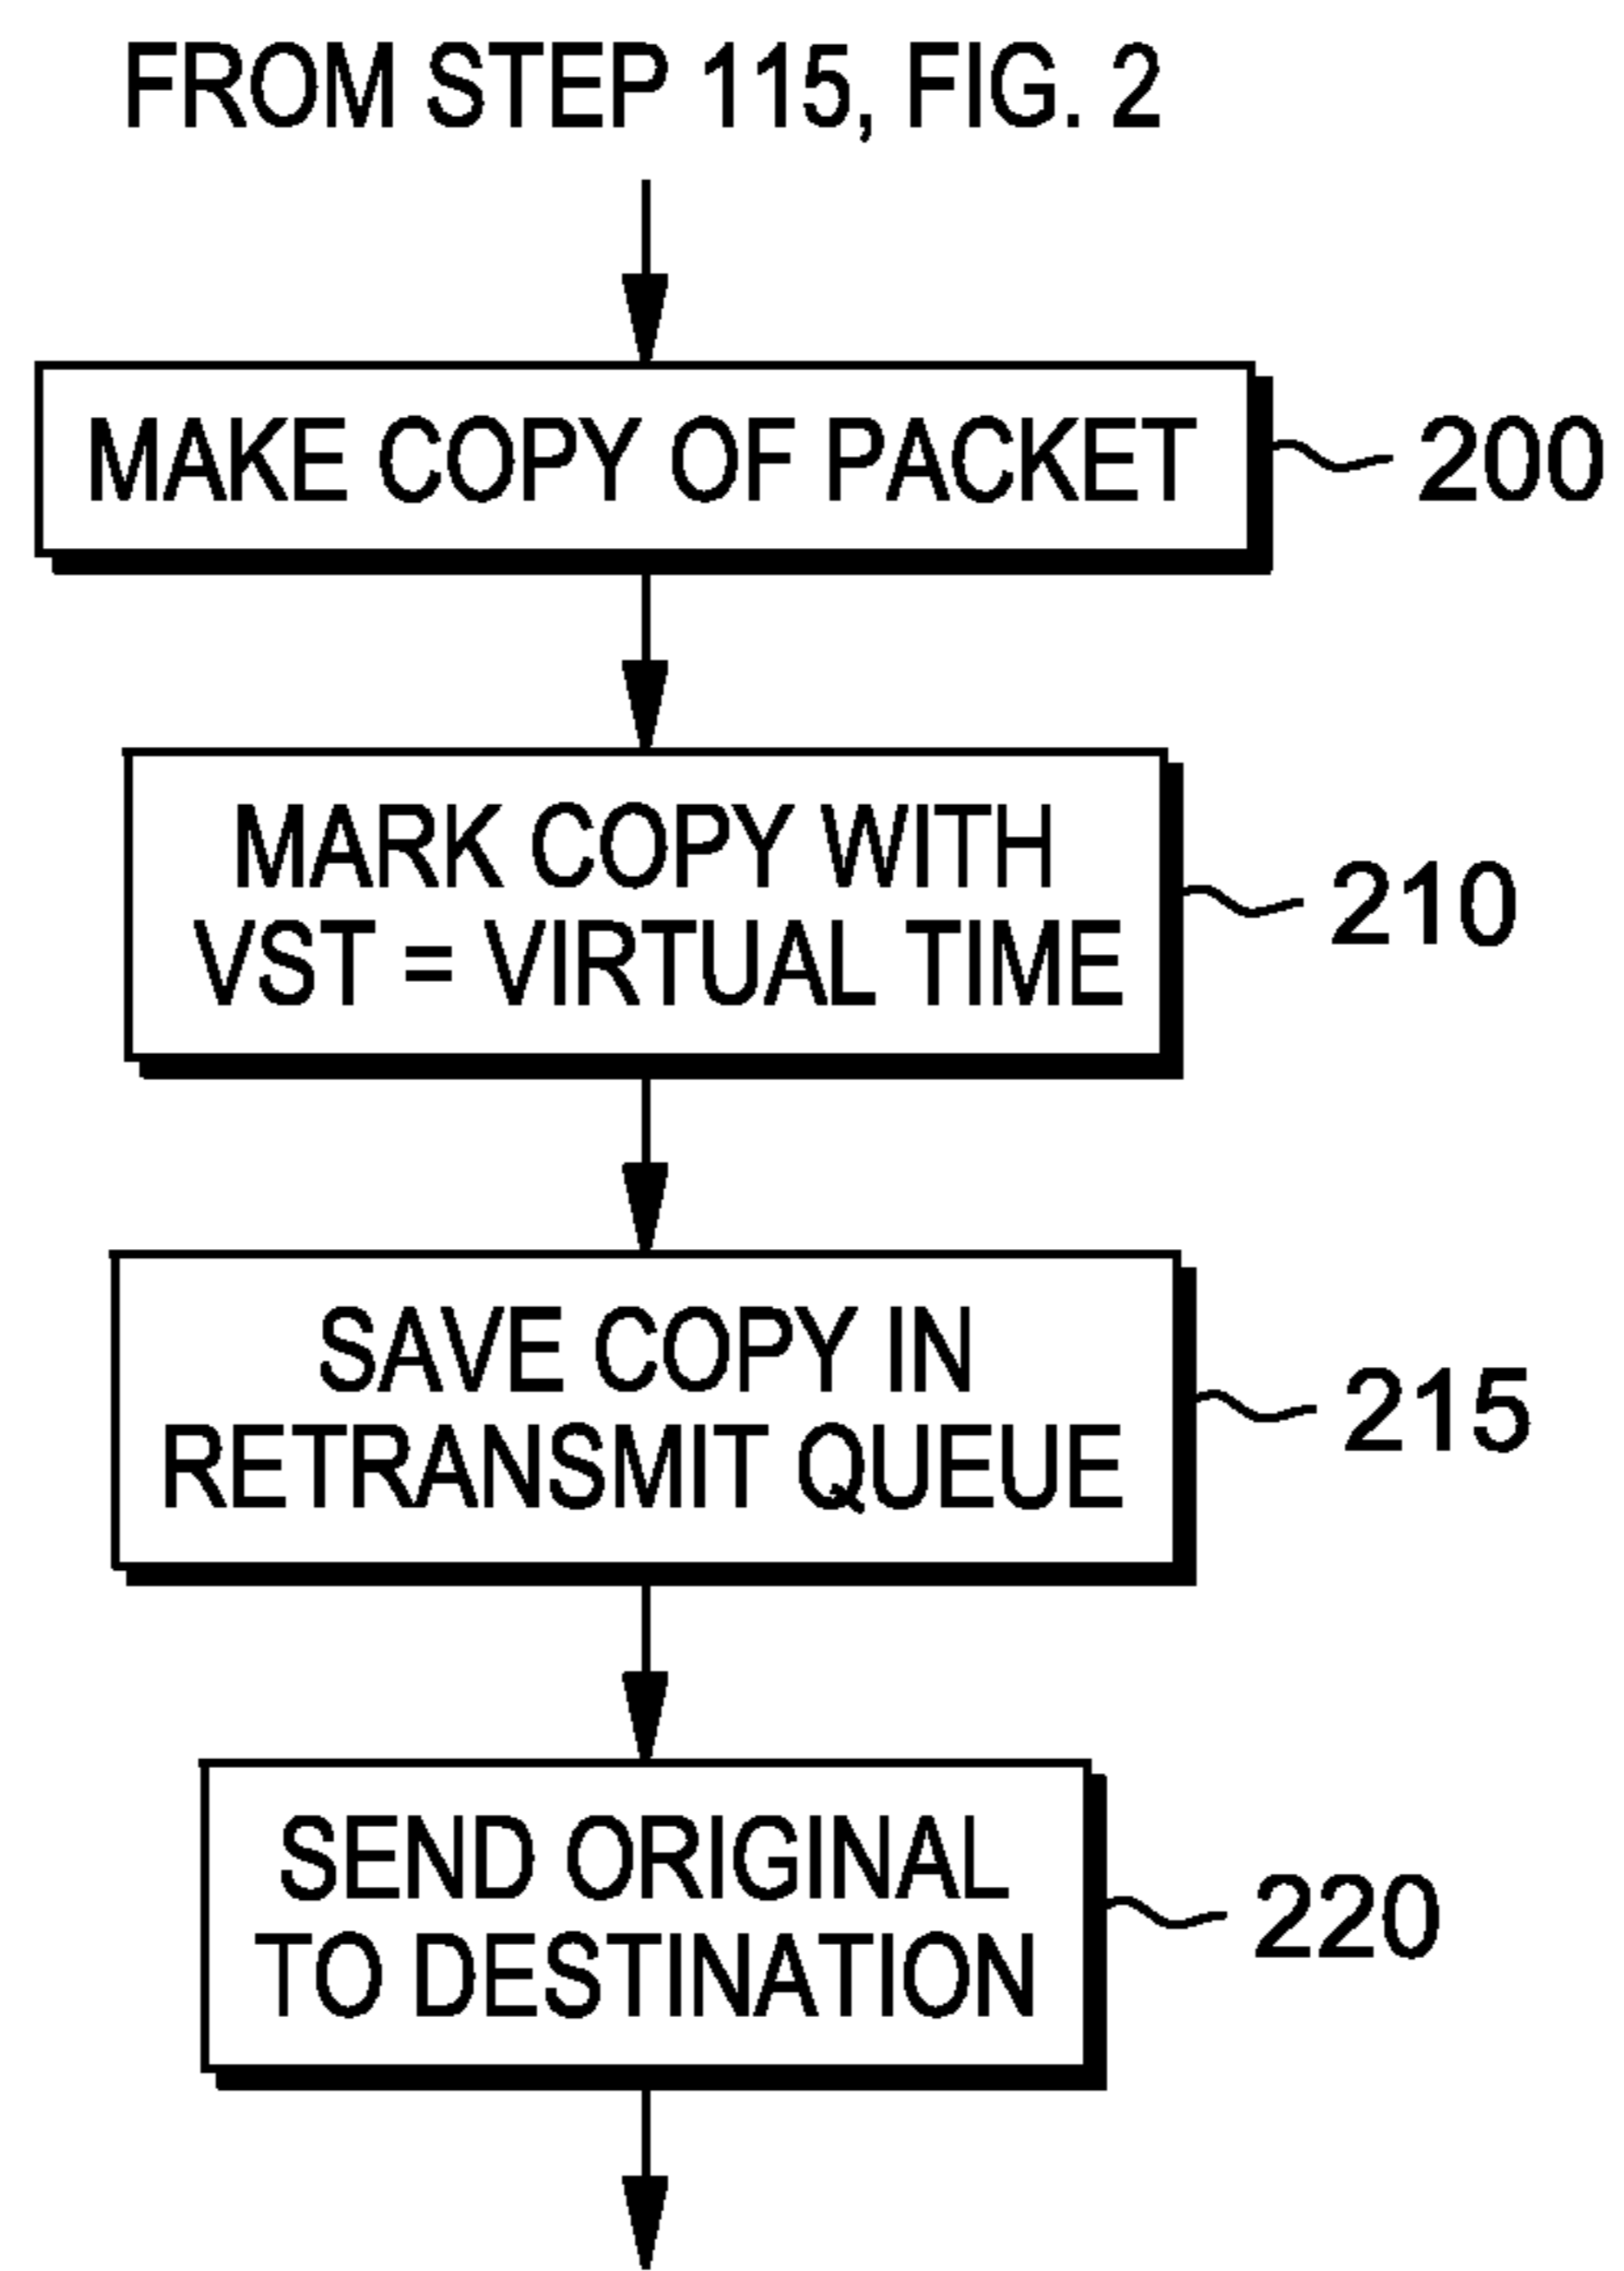 FROM STEP 115, FIG. 2
MAKE COPY OF PACKET
200
MARK COPY WITH
VST = VIRTUAL TIME
210
SAVE COPY IN
RETRANSMIT QUEUE
215
SEND ORIGINAL
TO DESTINATION
220